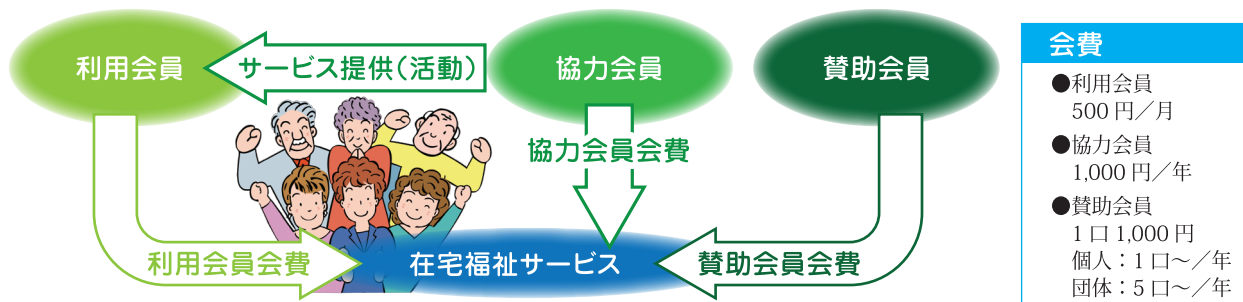 利用会員
サービス提供（活動）
協力会員
賛助会員
協力会員会費
利用会員会費
在宅福祉サービス
賛助会員会費
会費
●利用会員
500円／月
●協力会員
1,000円／年
●賛助会員
1口1,000円
個人：1口〜／年
団体：5口〜／年